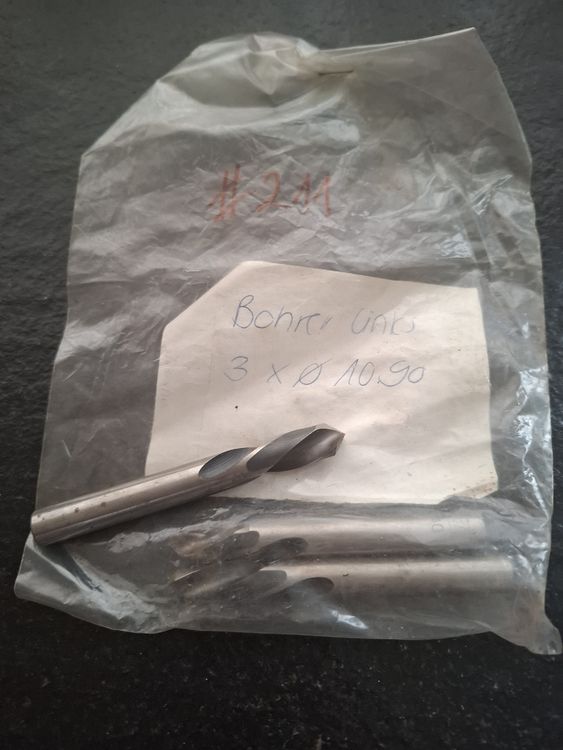 #211
Bohrer links
3 x Ø 10.90